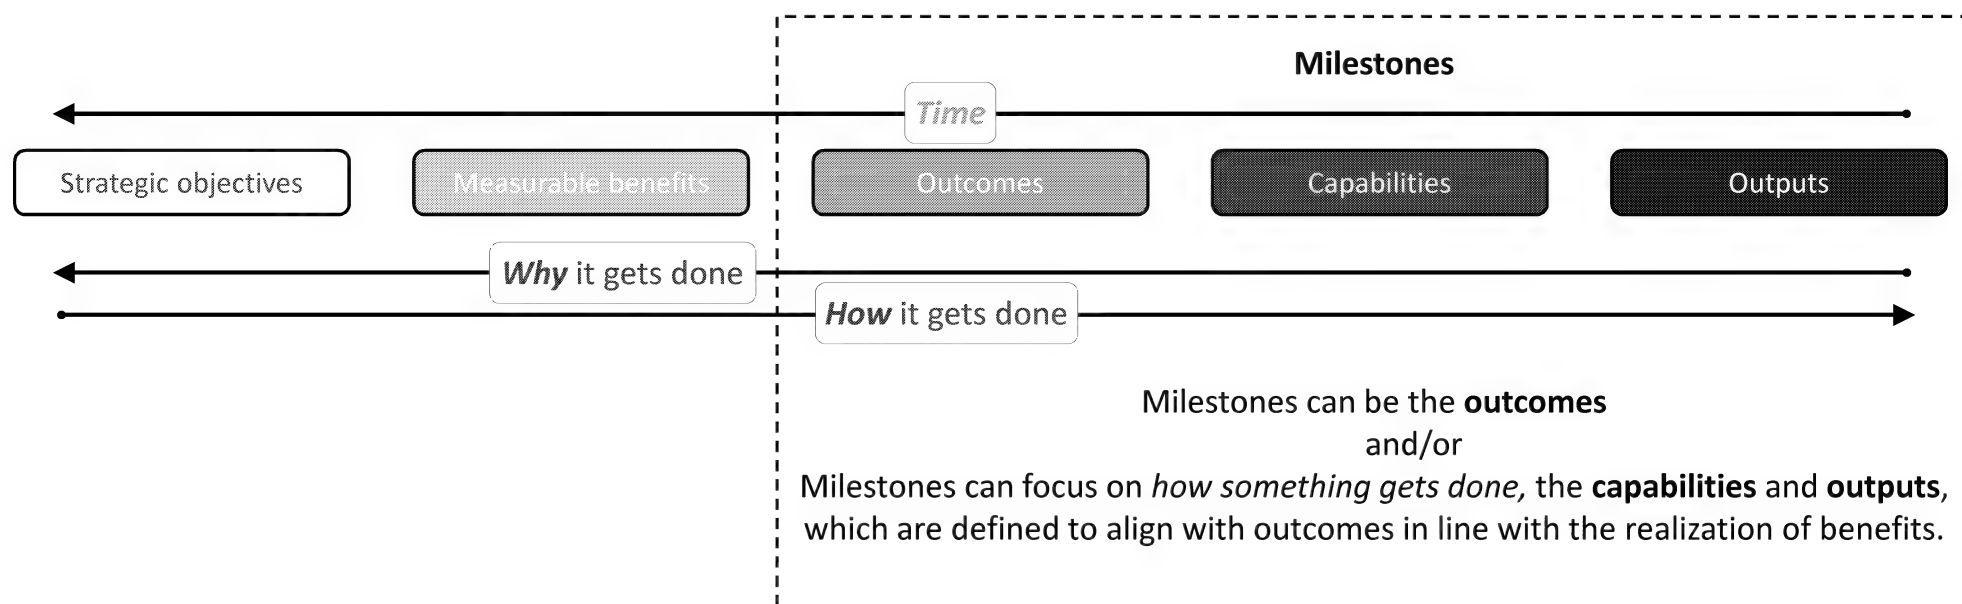 Milestones
Time
Strategic objectives
Measurable benefits
Outcomes
Capabilities
Outputs
Why it gets done
How it gets done
Milestones can be the outcomes
and/or
Milestones can focus on how something gets done, the capabilities and outputs,
which are defined to align with outcomes in line with the realization of benefits.